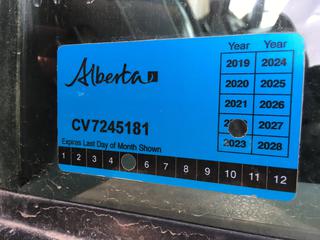 Alberta
CV7245181
Expires Last Day of Month Shown
Year Year
2019 2024
2020 2025
2021 2026
2027
2023 2028
1 2 3 4 6 7 8 9 10 11 12